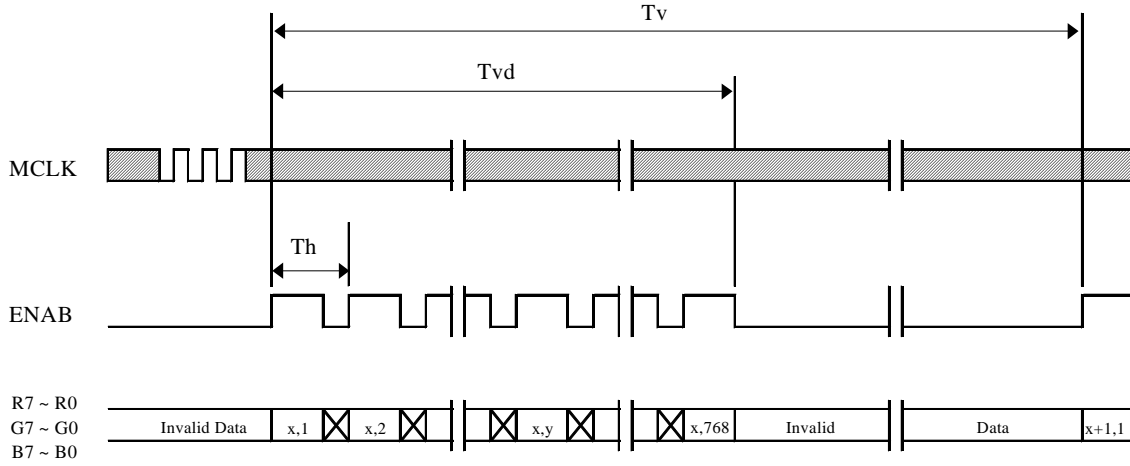 Tv
Tvd
MCLK
Th
ENAB
R7 ~ R0
G7 ~ G0
B7 ~ B0
Invalid Data
x,1
x,2
x,y
x,768
Invalid
Data
x+1,1